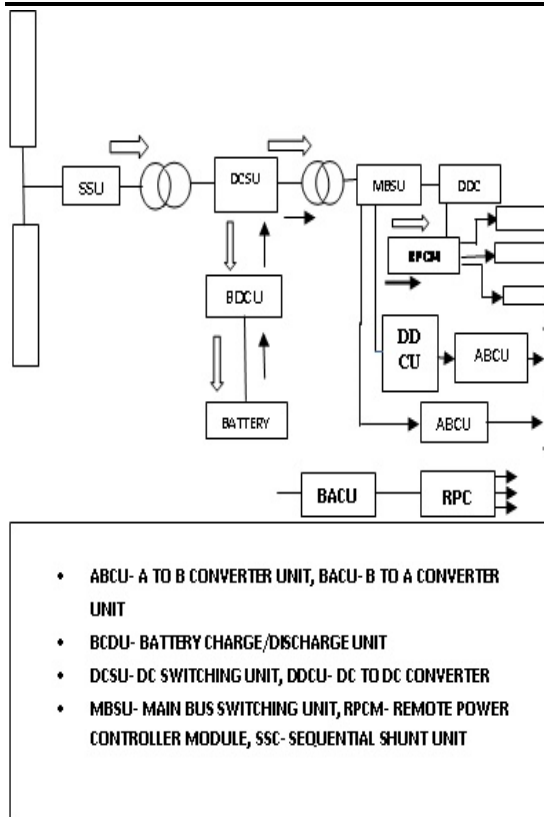 SSU
DCSU
MBSU
DDC
RPCM
BDCU
DD
CU
ABCU
BATTERY
ABCU
BACU
RPC
• ABCU- A TO B CONVERTER UNIT, BACU- B TO A CONVERTER
UNIT
• BCDU- BATTERY CHARGE/DISCHARGE UNIT
• DCSU- DC SWITCHING UNIT, DDCU- DC TO DC CONVERTER
• MBSU- MAIN BUS SWITCHING UNIT, RPCM- REMOTE POWER
CONTROLLER MODULE, SSC- SEQUENTIAL SHUNT UNIT